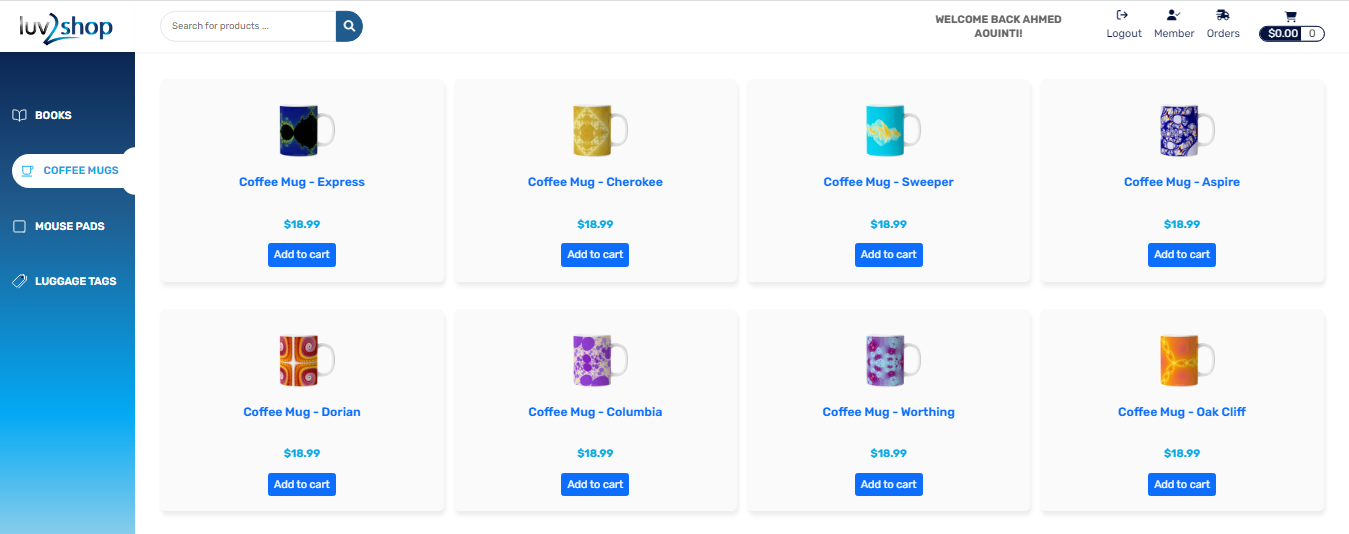 luv2shop
Search for products ...
WELCOME BACK AHMED
AOUINTI!
Logout
Member
Orders
$0.00 0
BOOKS
COFFEE MUGS
MOUSE PADS
LUGGAGE TAGS
Coffee Mug - Express
$18.99
Add to cart
Coffee Mug - Cherokee
$18.99
Add to cart
Coffee Mug - Sweeper
$18.99
Add to cart
Coffee Mug - Aspire
$18.99
Add to cart
Coffee Mug - Dorian
$18.99
Add to cart
Coffee Mug - Columbia
$18.99
Add to cart
Coffee Mug - Worthing
$18.99
Add to cart
Coffee Mug - Oak Cliff
$18.99
Add to cart